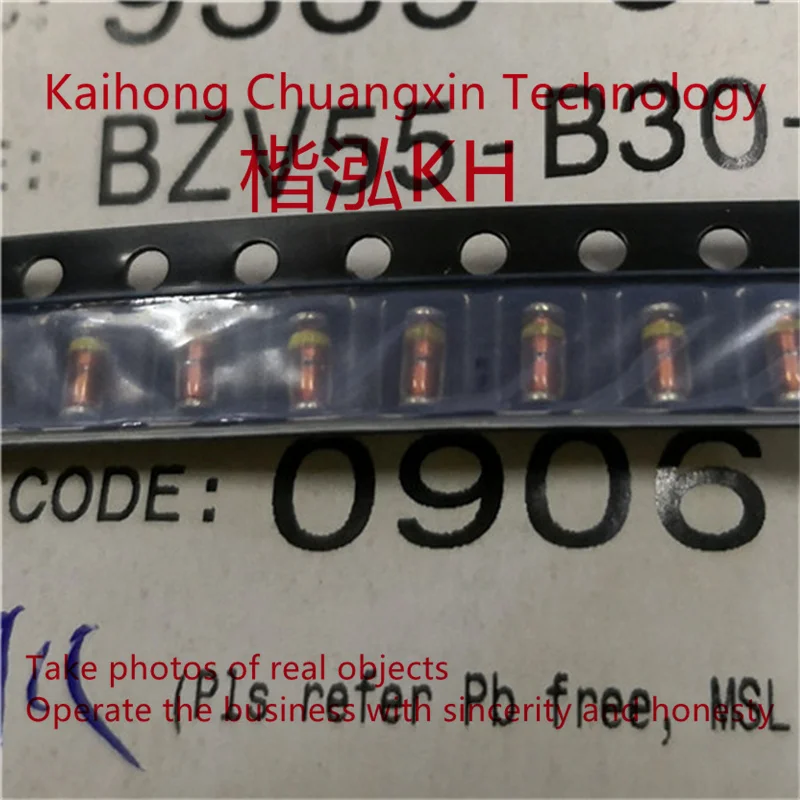 Kaihong Chuangxin Technology
BZV55-B30-
楷泓KH
CODE: 0906
Take photos of real objects
(Pls refer Pb free, MSL
Operate the business with sincerity and honesty